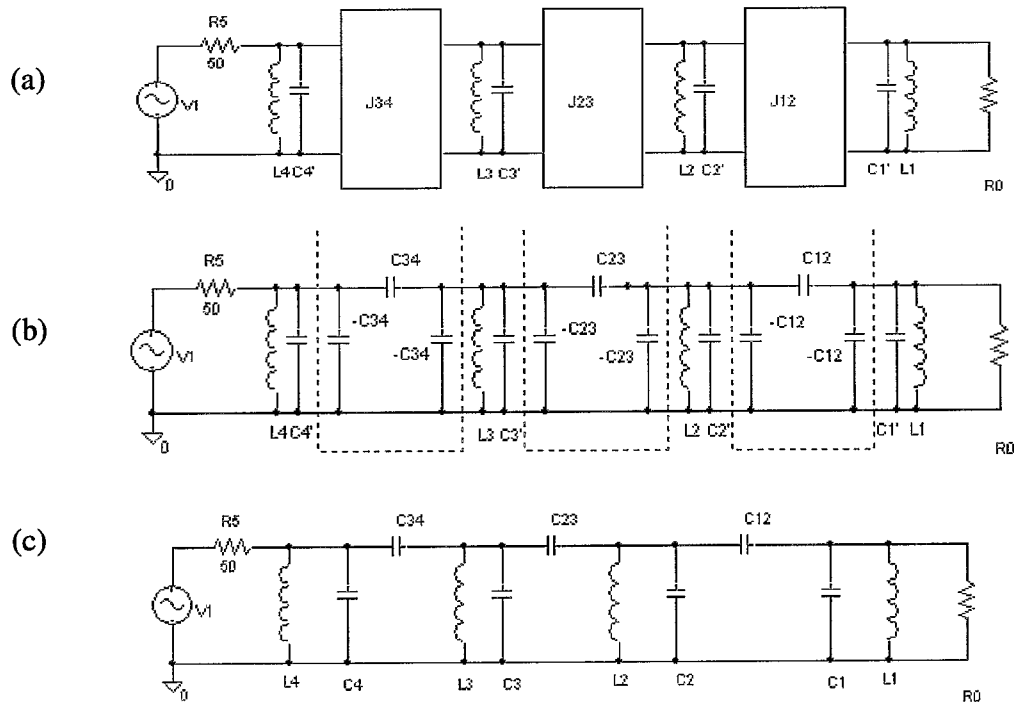 (a)
R5
50
V1
0
L4 C4'
J34
L3 C3'
J23
L2 C2'
J12
C1' L1
R0
(b)
R5
50
V1
0
L4 C4'
C34
-C34
-C34
L3 C3'
C23
-C23
-C23
L2 C2'
C12
-C12
-C12
C1' L1
R0
(c)
R5
50
V1
0
L4
C4
C34
L3
C3
C23
L2
C2
C12
C1
L1
R0